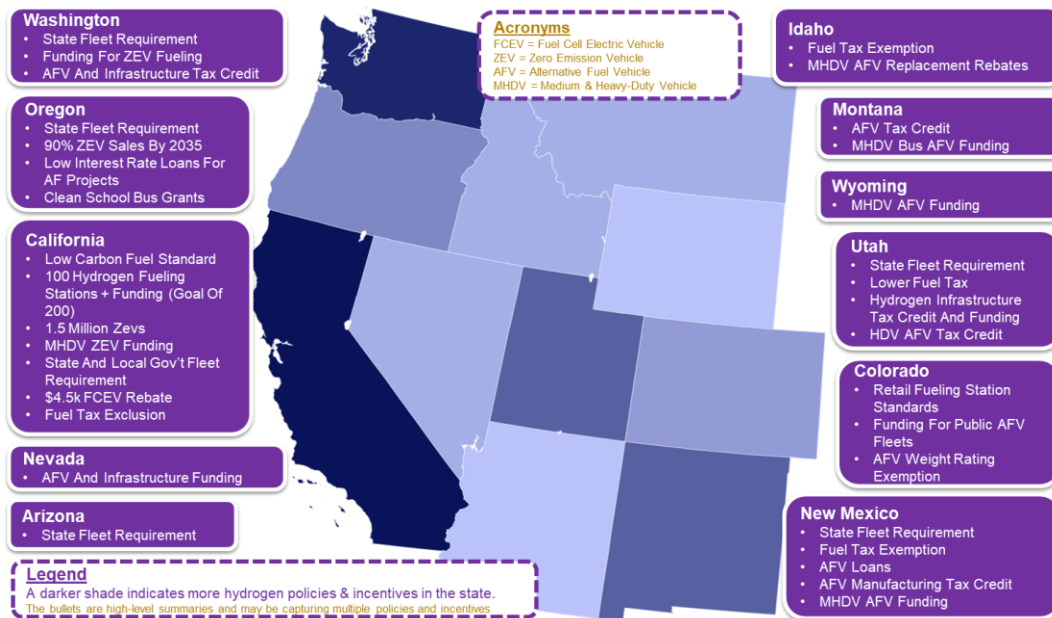 Washington
• State Fleet Requirement
• Funding For ZEV Fueling
• AFV And Infrastructure Tax Credit
Oregon
• State Fleet Requirement
• 90% ZEV Sales By 2035
• Low Interest Rate Loans For
AF Projects
• Clean School Bus Grants
California
• Low Carbon Fuel Standard
• 100 Hydrogen Fueling
Stations + Funding (Goal Of
200)
• 1.5 Million Zevs
• MHDV ZEV Funding
• State And Local Gov't Fleet
Requirement
• $4.5k FCEV Rebate
• Fuel Tax Exclusion
Nevada
• AFV And Infrastructure Funding
Arizona
• State Fleet Requirement
Acronyms
FCEV = Fuel Cell Electric Vehicle
ZEV = Zero Emission Vehicle
AFV = Alternative Fuel Vehicle
MHDV = Medium & Heavy-Duty Vehicle
Idaho
• Fuel Tax Exemption
• MHDV AFV Replacement Rebates
Montana
• AFV Tax Credit
• MHDV Bus AFV Funding
Wyoming
• MHDV AFV Funding
Utah
• State Fleet Requirement
• Lower Fuel Tax
• Hydrogen Infrastructure
Tax Credit And Funding
• HDV AFV Tax Credit
Colorado
• Retail Fueling Station
Standards
• Funding For Public AFV
Fleets
• AFV Weight Rating
Exemption
New Mexico
• State Fleet Requirement
• Fuel Tax Exemption
• AFV Loans
• AFV Manufacturing Tax Credit
• MHDV AFV Funding
Legend
A darker shade indicates more hydrogen policies & incentives in the state.
The bullets are high-level summaries and may be capturing multiple policies and incentives